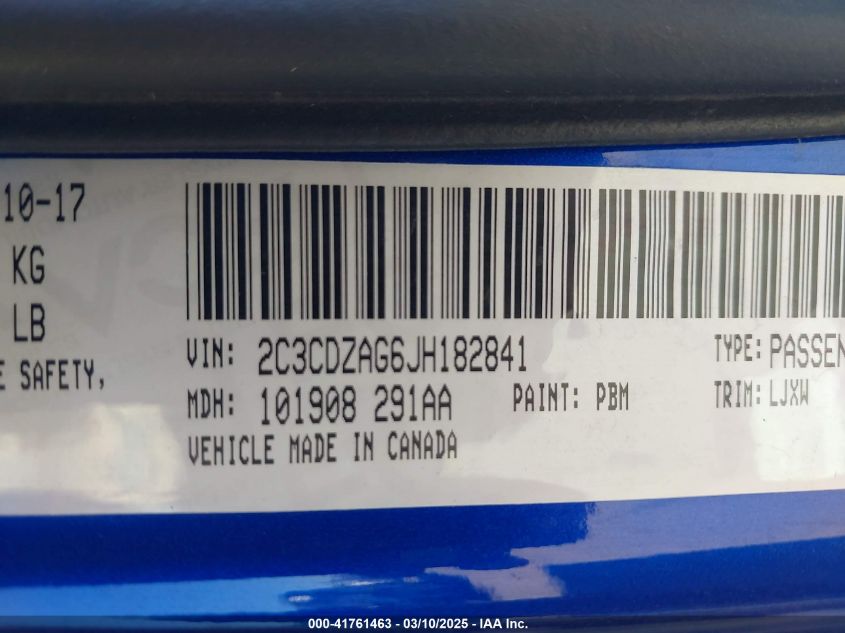 10-17
KG
LB
E SAFETY,
VIN: 2C3CDZAG6JH182841
MDH: 101908 291AA
PAINT: PBM
VEHICLE MADE IN CANADA
TYPE: PASSEN
TRIM: LJXW
000-41761463 - 03/10/2025 - IAA Inc.